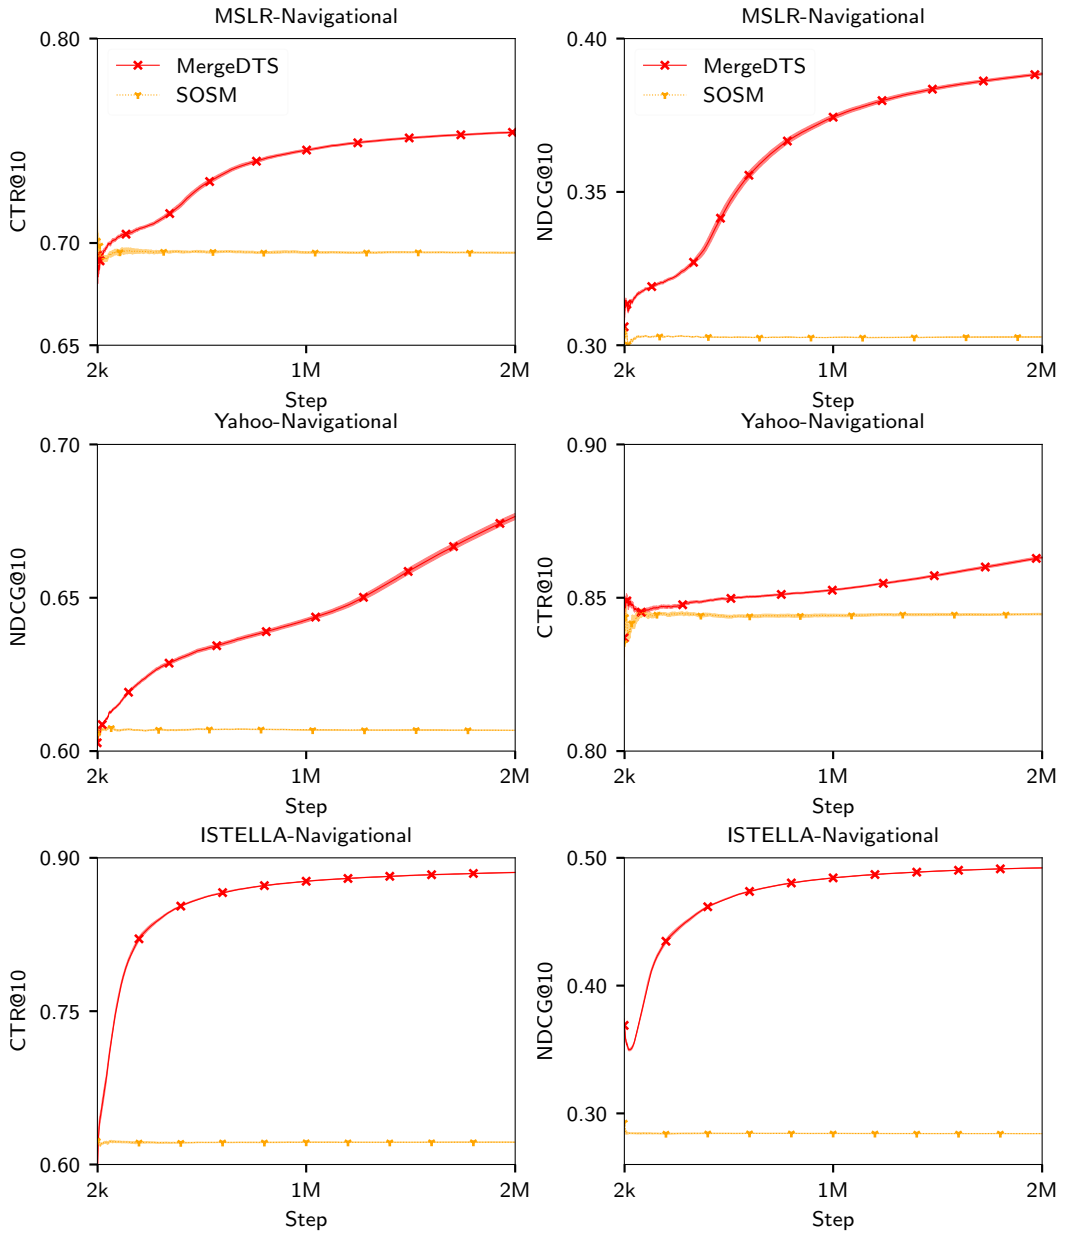 MSLR-Navigational
0.80
MergeDTS
SOSM
CTR@10
0.70
0.65
2k
1M
2M
Step
MSLR-Navigational
0.40
MergeDTS
SOSM
NDCG@10
0.35
0.30
2k
1M
2M
Step
Yahoo-Navigational
0.70
NDCG@10
0.65
0.60
2k
1M
2M
Step
Yahoo-Navigational
0.90
CTR@10
0.85
0.80
2k
1M
2M
Step
ISTELLA-Navigational
0.90
CTR@10
0.75
0.60
2k
1M
2M
Step
ISTELLA-Navigational
0.50
0.40
NDCG@10
0.30
2k
1M
2M
Step